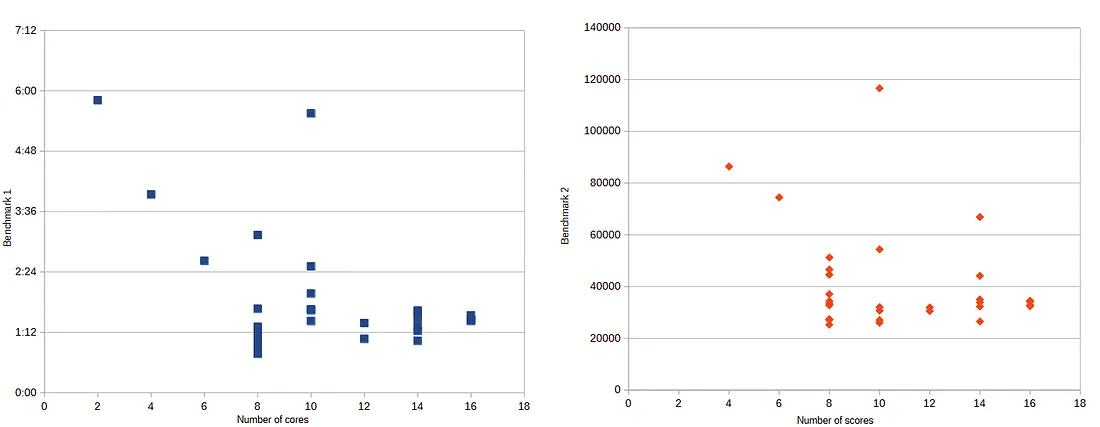 7:12
6:00
4:48
3:36
2:24
1:12
0:00
Benchmark 1
0 2 4 6 8 10 12 14 16 18
Number of cores
140000
120000
100000
80000
60000
40000
20000
0
Benchmark 2
0 2 4 6 8 10 12 14 16 18
Number of scores